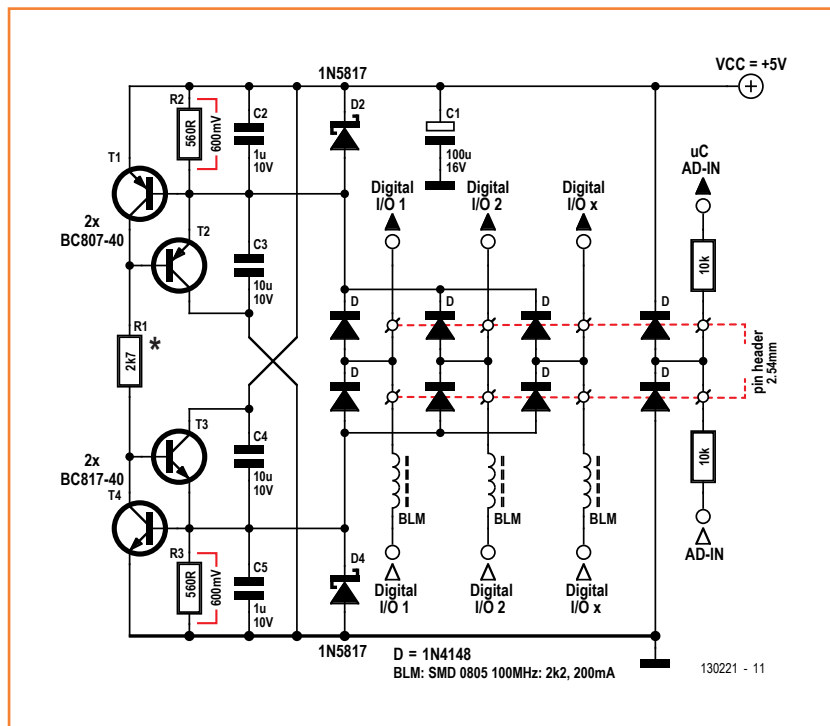 1N5817
VCC = +5V
R2
560R
600mV
C2
1u
10V
D2
C1
100u
16V
uC
AD-IN
T1
2x
BC807-40
T2
C3
10u
10V
Digital
I/O 1
Digital
I/O 2
Digital
I/O x
10k
R1
2k7
*
D
D
D
D
D
D
D
D
pin header
2.54mm
T3
2x
BC817-40
T4
C4
10u
10V
10k
BLM
BLM
BLM
R3
560R
600mV
C5
1u
10V
D4
Digital
I/O 1
Digital
I/O 2
Digital
I/O x
AD-IN
1N5817
D = 1N4148
BLM: SMD 0805 100MHz: 2k2, 200mA
130221 - 11